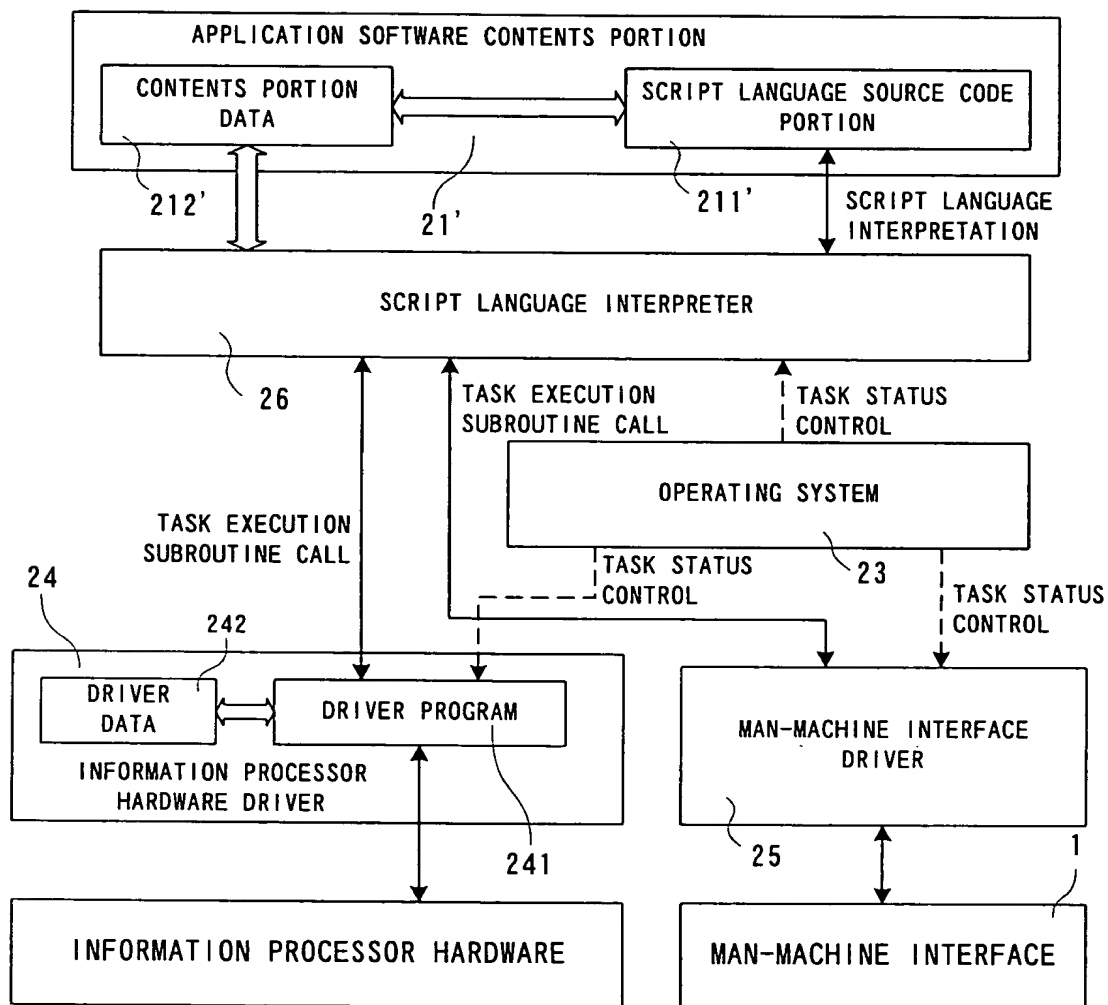 APPLICATION SOFTWARE CONTENTS PORTION
CONTENTS PORTION
DATA
SCRIPT LANGUAGE SOURCE CODE
PORTION
212'
21'
211'
SCRIPT LANGUAGE
INTERPRETATION
SCRIPT LANGUAGE INTERPRETER
26
TASK EXECUTION
SUBROUTINE CALL
TASK STATUS
CONTROL
OPERATING SYSTEM
23
TASK EXECUTION
SUBROUTINE CALL
TASK STATUS
CONTROL
TASK STATUS
CONTROL
24
242
DRIVER
DATA
DRIVER PROGRAM
INFORMATION PROCESSOR
HARDWARE DRIVER
241
MAN-MACHINE INTERFACE
DRIVER
25
1
INFORMATION PROCESSOR HARDWARE
MAN-MACHINE INTERFACE